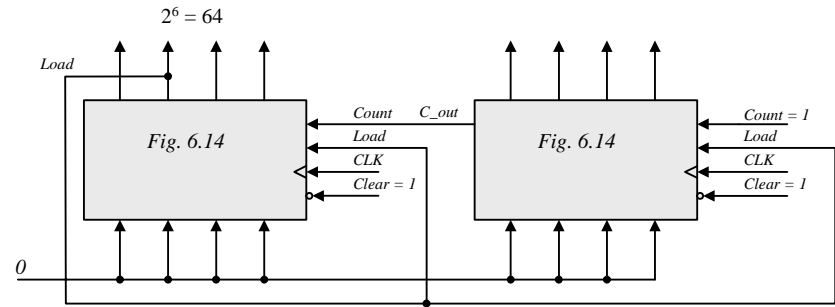 2⁶ = 64
Load
Fig. 6.14
Count
C_out
Load
CLK
Clear = 1
Fig. 6.14
Count = 1
Load
CLK
Clear = 1
0